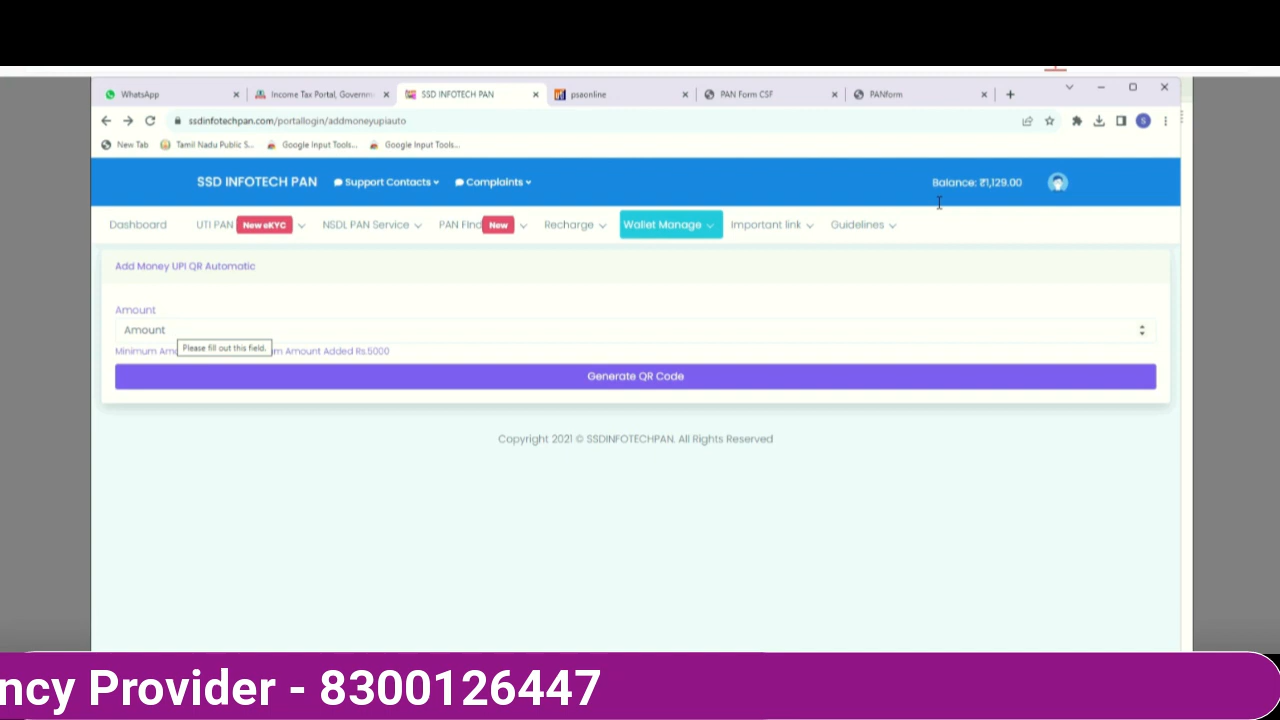 WhatsApp
Income Tax Portal, Governm
SSD INFOTECH PAN
psaonline
PAN Form CSF
PANform
ssdinfotechpan.com/portallogin/addmoneyupiauto
S
New Tab
Tamil Nadu Public S...
Google Input Tools...
Google Input Tools...
SSD INFOTECH PAN
Support Contacts
Complaints
Balance: ₹1,129.00
Dashboard
UTI PAN New eKYC
NSDL PAN Service
PAN Find New
Recharge
Wallet Manage
Important link
Guidelines
Add Money UPI QR Automatic
Amount
Amount
Please fill out this field.
Minimum Am m Amount Added Rs.5000
Generate QR Code
Copyright 2021 © SSDINFOTECHPAN. All Rights Reserved
ncy Provider - 8300126447